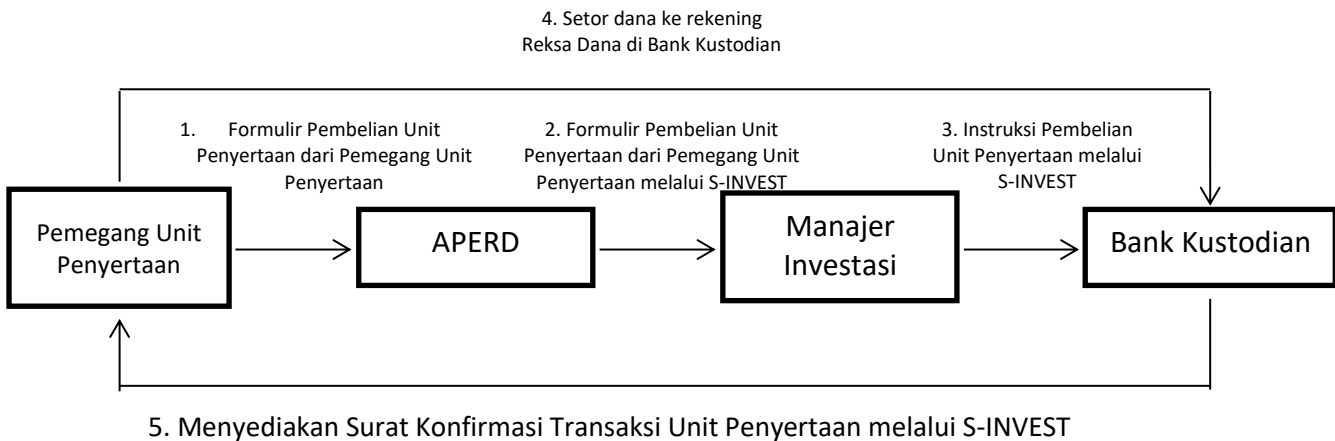 4. Setor dana ke rekening
Reksa Dana di Bank Kustodian
1. Formulir Pembelian Unit
Penyertaan dari Pemegang Unit
Penyertaan
2. Formulir Pembelian Unit
Penyertaan dari Pemegang Unit
Penyertaan melalui S-INVEST
3. Instruksi Pembelian
Unit Penyertaan melalui
S-INVEST
Pemegang Unit
Penyertaan
APERD
Manajer
Investasi
Bank Kustodian
5. Menyediakan Surat Konfirmasi Transaksi Unit Penyertaan melalui S-INVEST